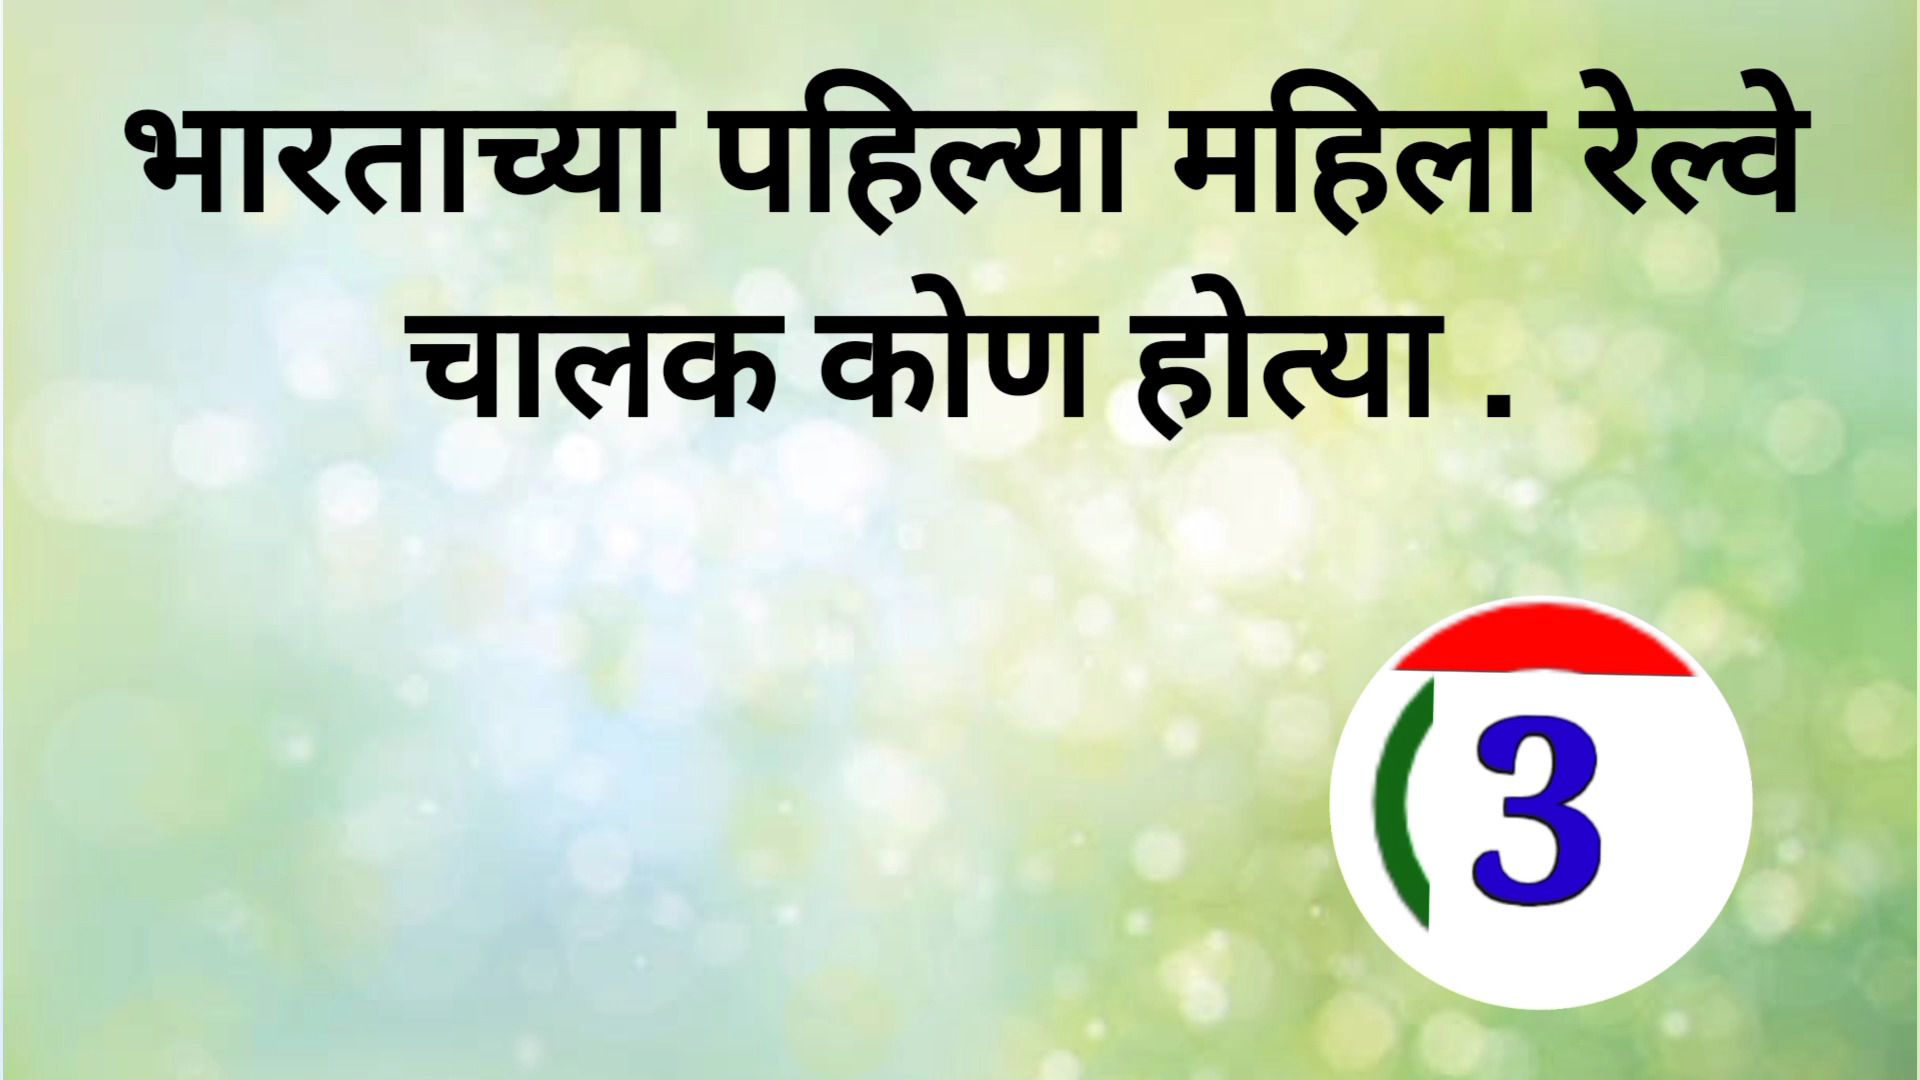 भारताच्या पहिल्या महिला रेल्वे
चालक कोण होत्या .
3